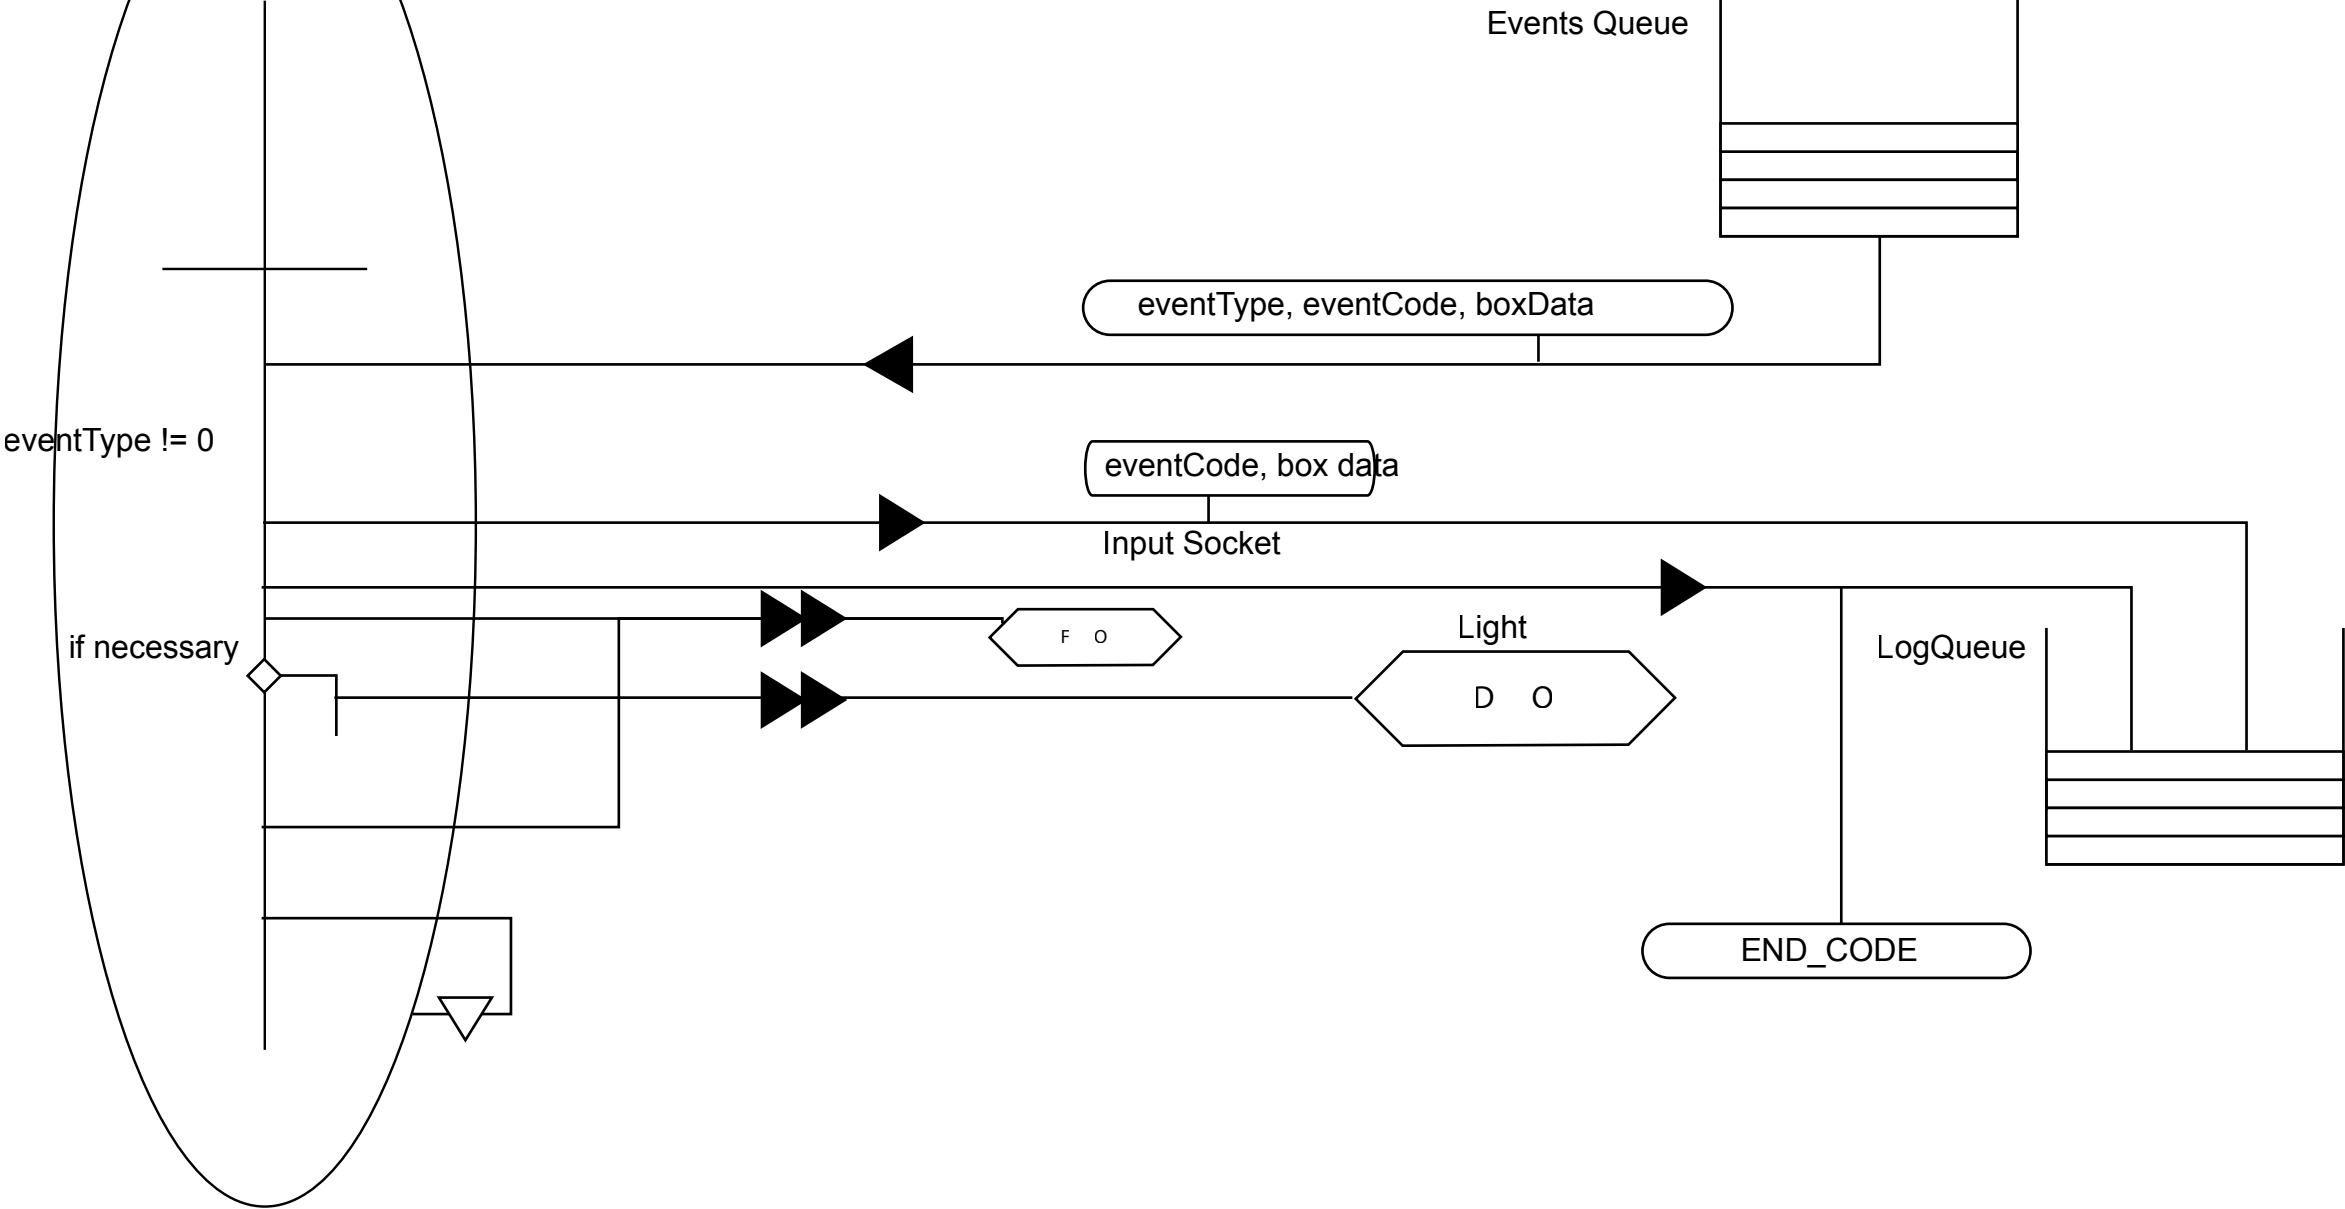 Events Queue
eventType, eventCode, boxData
eventType != 0
eventCode, box data
Input Socket
Light
if necessary
F O
LogQueue
D O
END_CODE